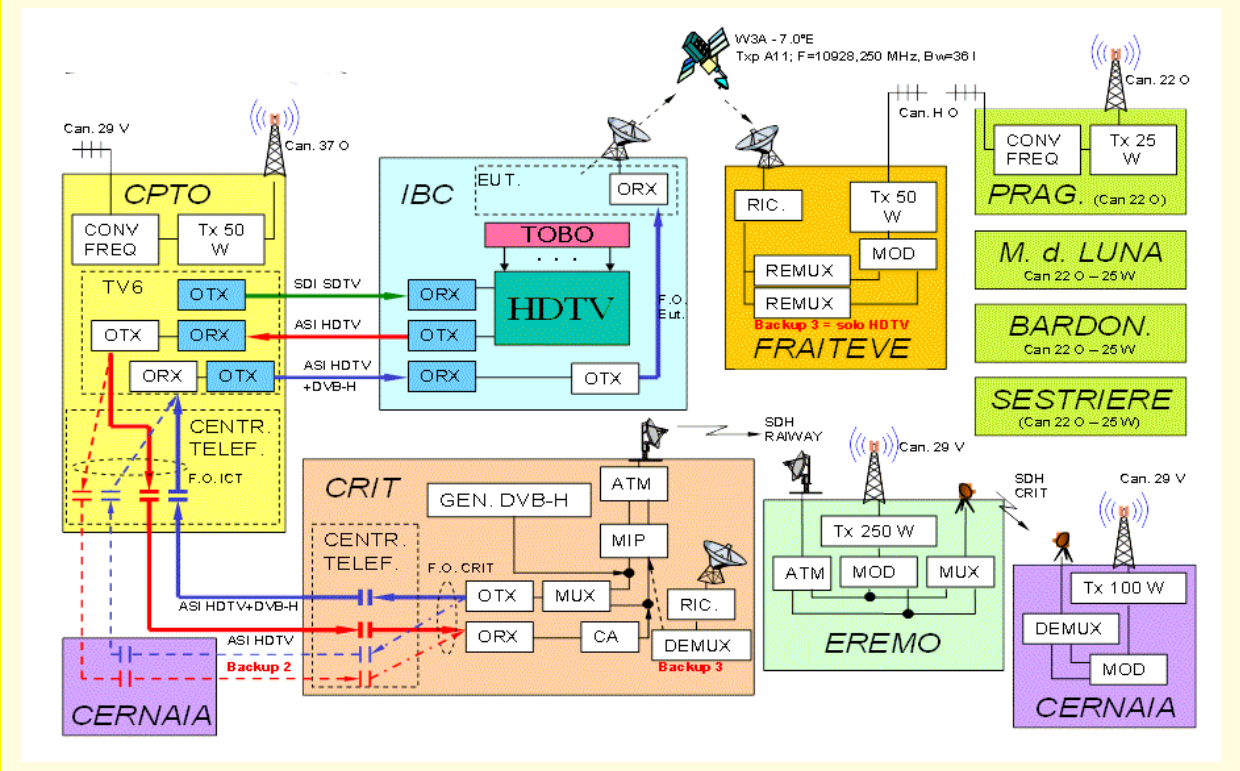 W3A - 7.0°E
Txp A11; F=10928,250 MHz, Bw=36 I
Can. 29 V
Can. 37 O
CPTO
CONV
FREQ
Tx 50
W
TV6
OTX
OTX
ORX
ORX
OTX
CENTR.
TELEF.
F.O. ICT
SDI SDTV
ASI HDTV
ASI HDTV
+DVB-H
IBC
EUT.
ORX
TOBO
. . .
HDTV
ORX
OTX
ORX
OTX
F.O.
Eut.
Can. H O
RIC.
Tx 50
W
MOD
REMUX
REMUX
Backup 3 = solo HDTV
FRAITEVE
Can. 22 O
CONV
FREQ
Tx 25
W
PRAG. (Can 22 O)
M. d. LUNA
Can 22 O – 25 W
BARDON.
Can 22 O – 25W
SESTRIERE
(Can 22 O – 25 W)
CRIT
GEN. DVB-H
ATM
MIP
CENTR.
TELEF.
F.O. CRIT
OTX
MUX
ORX
CA
RIC.
DEMUX
Backup 3
ASI HDTV+DVB-H
ASI HDTV
Backup 2
CERNAIA
SDH
RAIWAY
Can. 29 V
Tx 250 W
ATM
MOD
MUX
EREMO
SDH
CRIT
Can. 29 V
Tx 100 W
DEMUX
MOD
CERNAIA